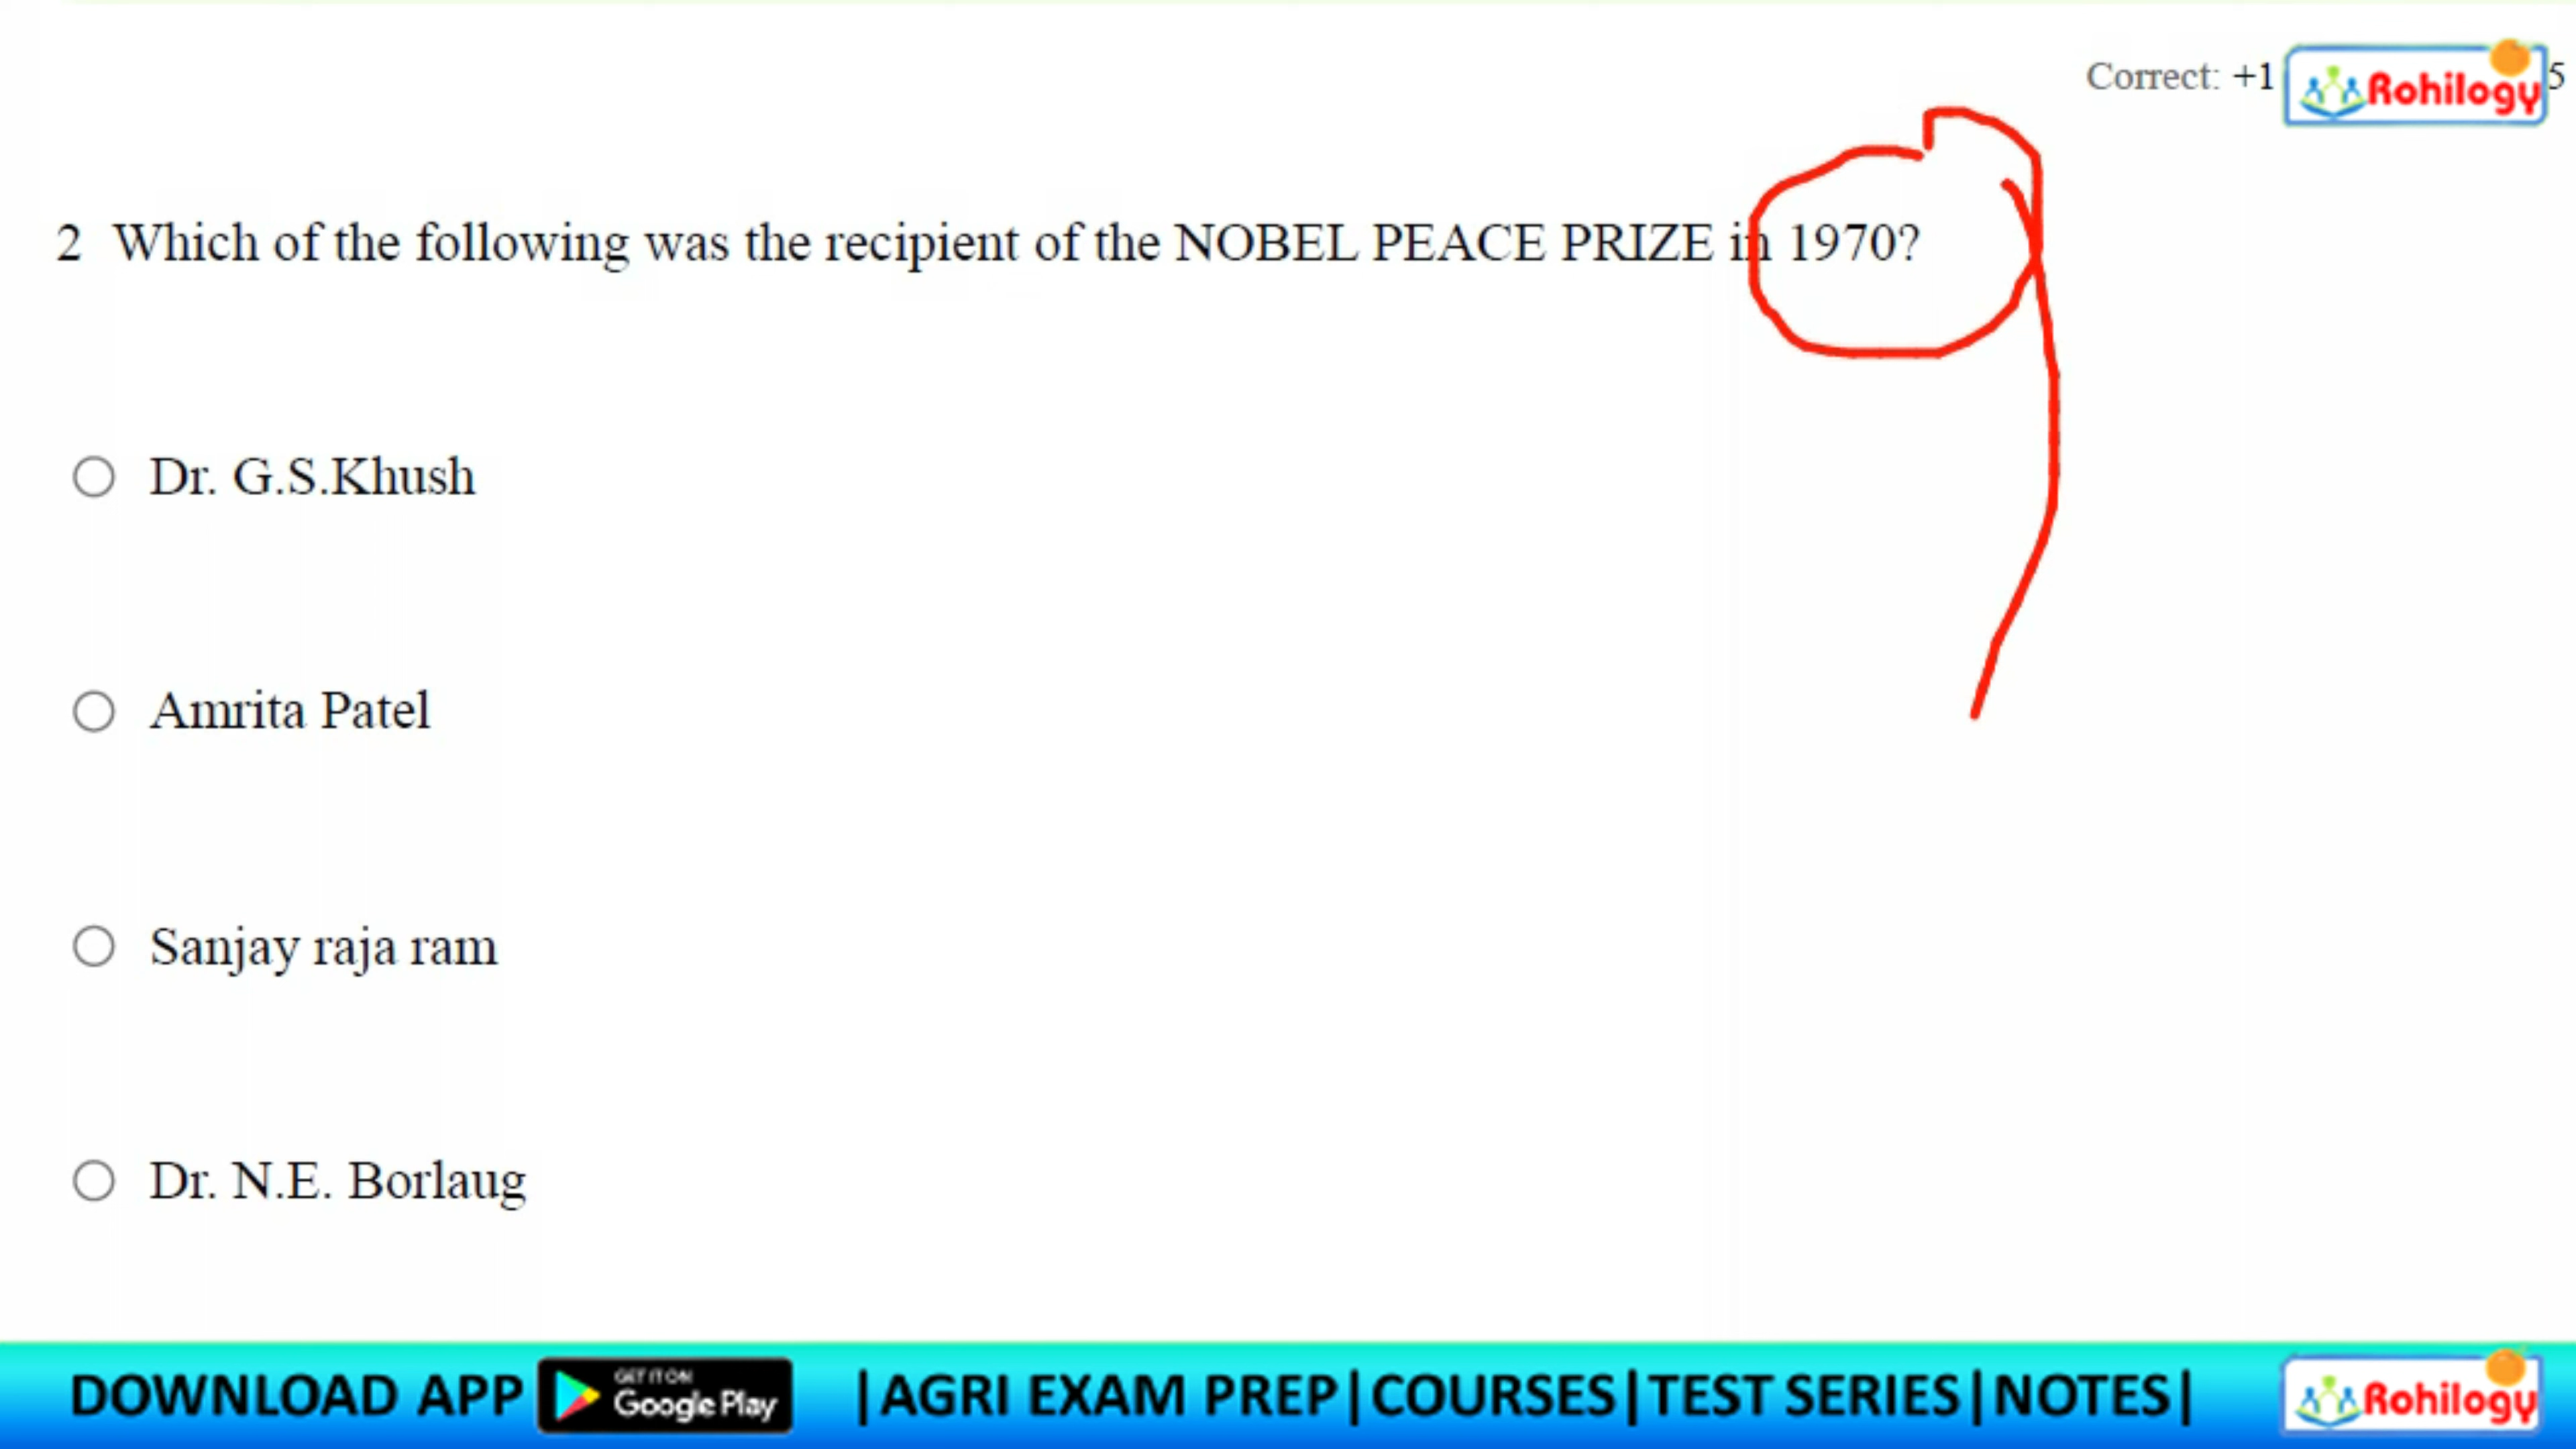 Correct: +1
Rohilogy
5
2 Which of the following was the recipient of the NOBEL PEACE PRIZE in 1970?
Dr. G.S.Khush
Amrita Patel
Sanjay raja ram
Dr. N.E. Borlaug
DOWNLOAD APP GET IT ON Google Play |AGRI EXAM PREP|COURSES|TEST SERIES|NOTES| Rohilogy